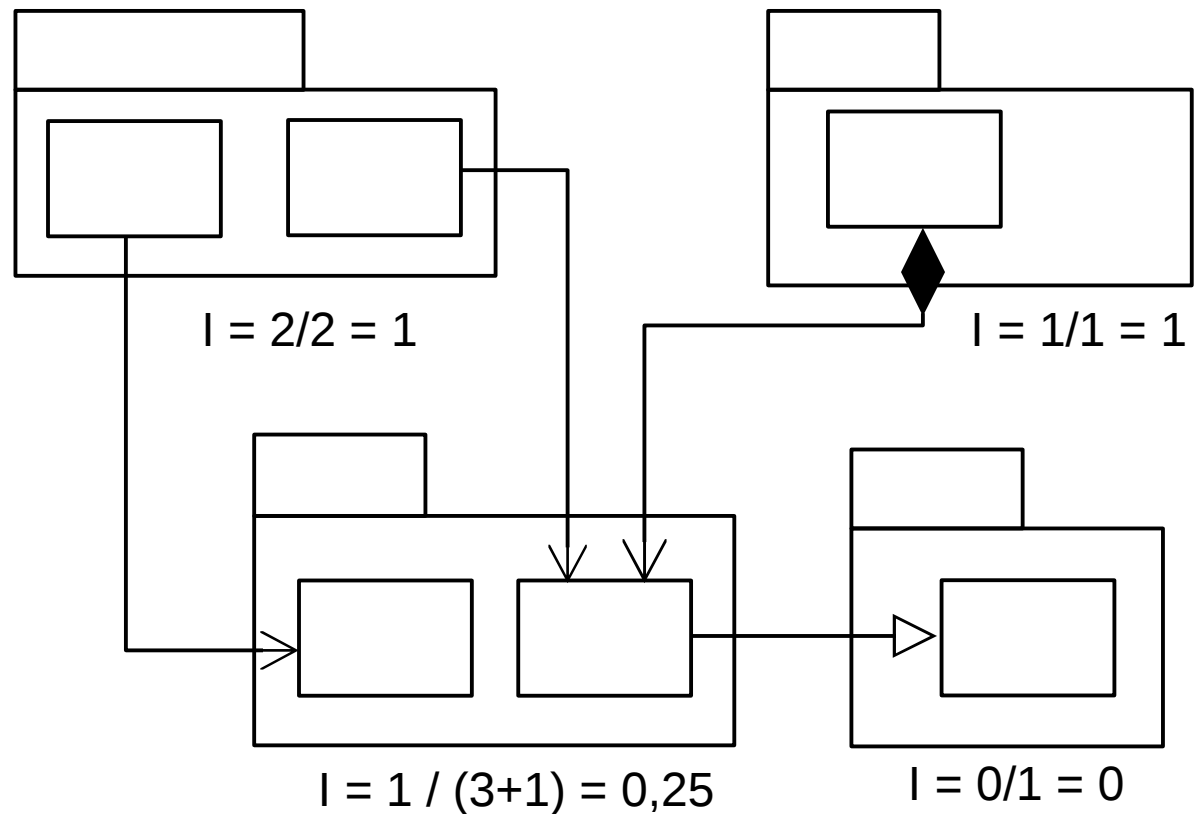 I = 2/2 = 1
I = 1/1 = 1
I = 1 / (3+1) = 0,25
I = 0/1 = 0